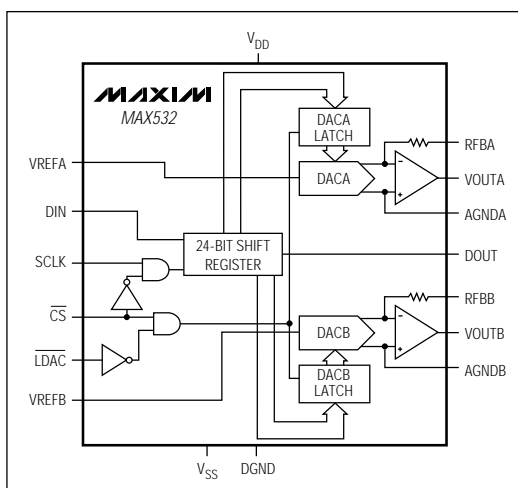 VDD
MAXIM
MAX532
DACA
LATCH
RFBA
VREFA
DACA
VOUTA
DIN
AGNDA
24-BIT SHIFT
REGISTER
DOUT
SCLK
RFBB
CS
DACB
VOUTB
LDAC
DACB
LATCH
AGNDB
VREFB
VSS
DGND